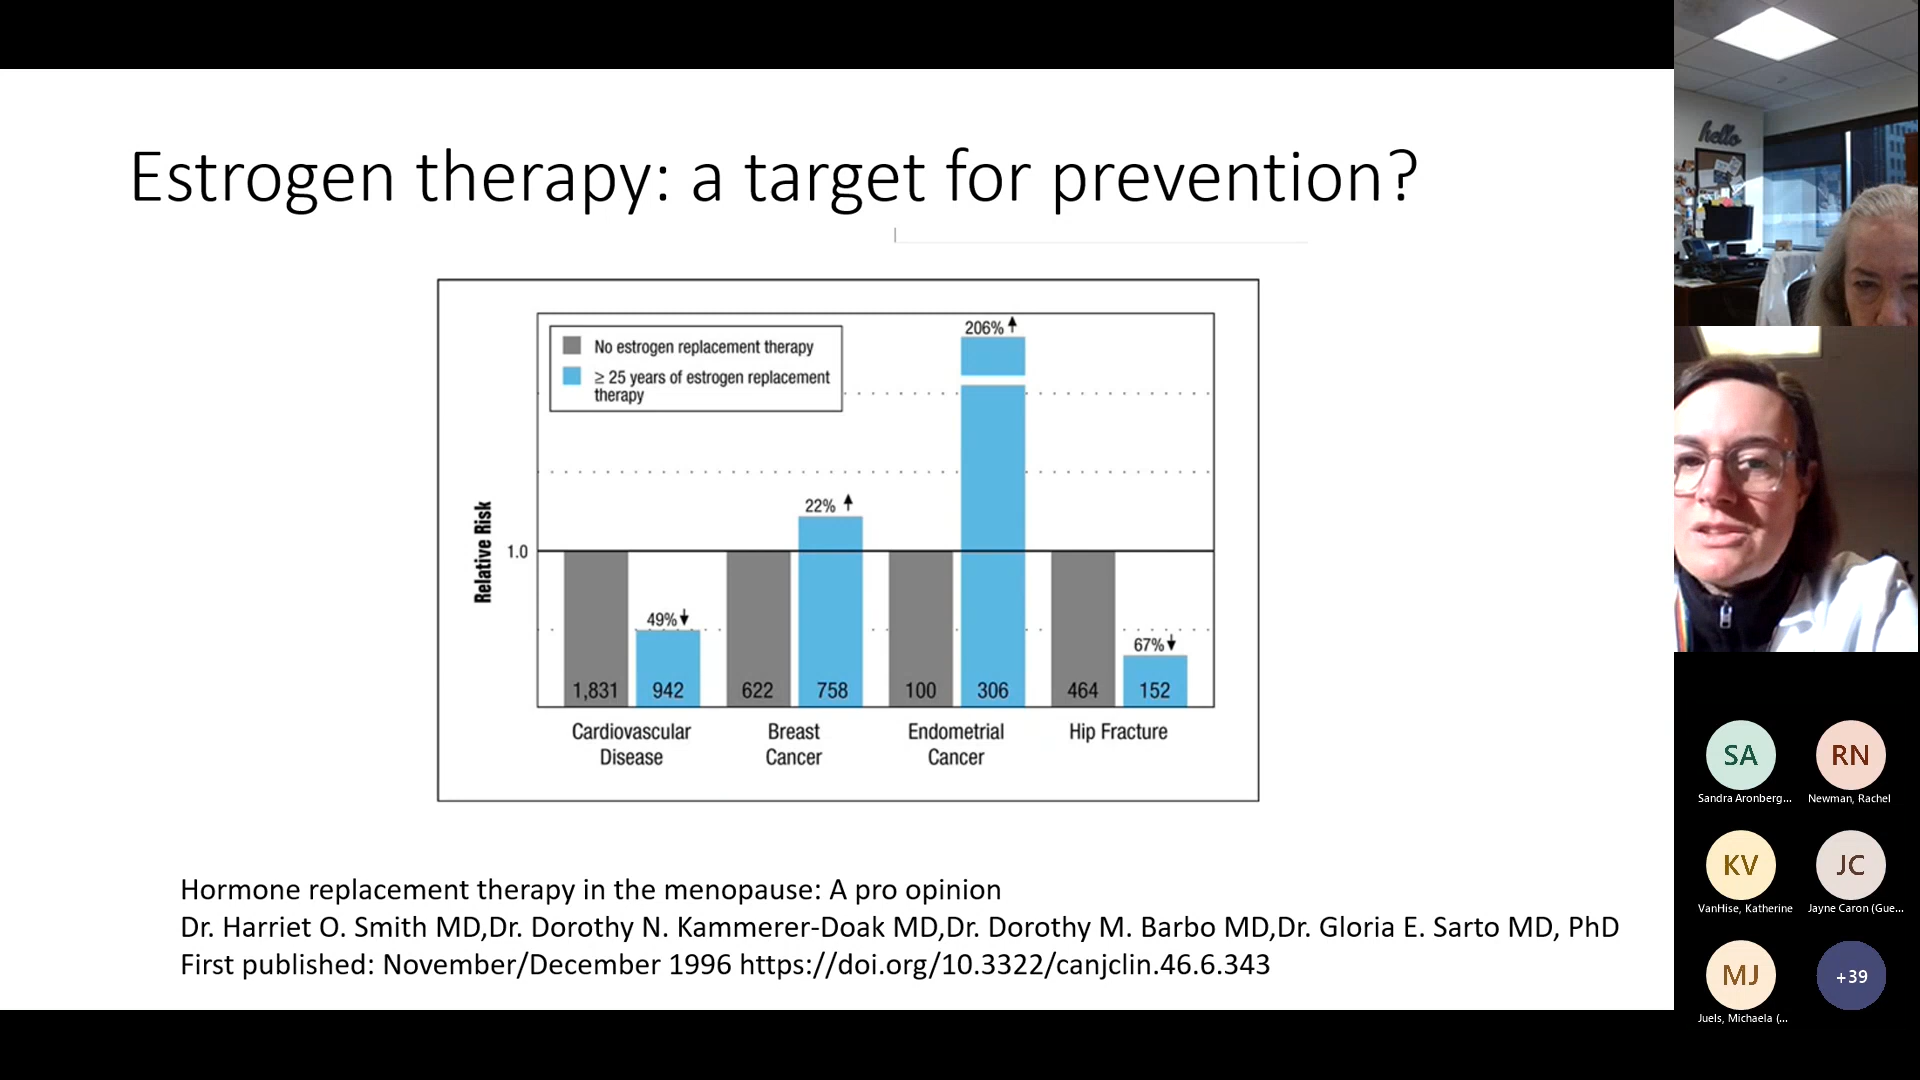 Estrogen therapy: a target for prevention?
No estrogen replacement therapy
≥ 25 years of estrogen replacement
therapy
Relative Risk
1.0
49%
22%
206%
67%
1,831
942
622
758
100
306
464
152
Cardiovascular
Disease
Breast
Cancer
Endometrial
Cancer
Hip Fracture
Hormone replacement therapy in the menopause: A pro opinion
Dr. Harriet O. Smith MD,Dr. Dorothy N. Kammerer-Doak MD,Dr. Dorothy M. Barbo MD,Dr. Gloria E. Sarto MD, PhD
First published: November/December 1996 https://doi.org/10.3322/canjclin.46.6.343
hello
SA
Sandra Aronberg...
RN
Newman, Rachel
KV
VanHise, Katherine
JC
Jayne Caron (Gue...
MJ
Juels, Michaela (...
+39